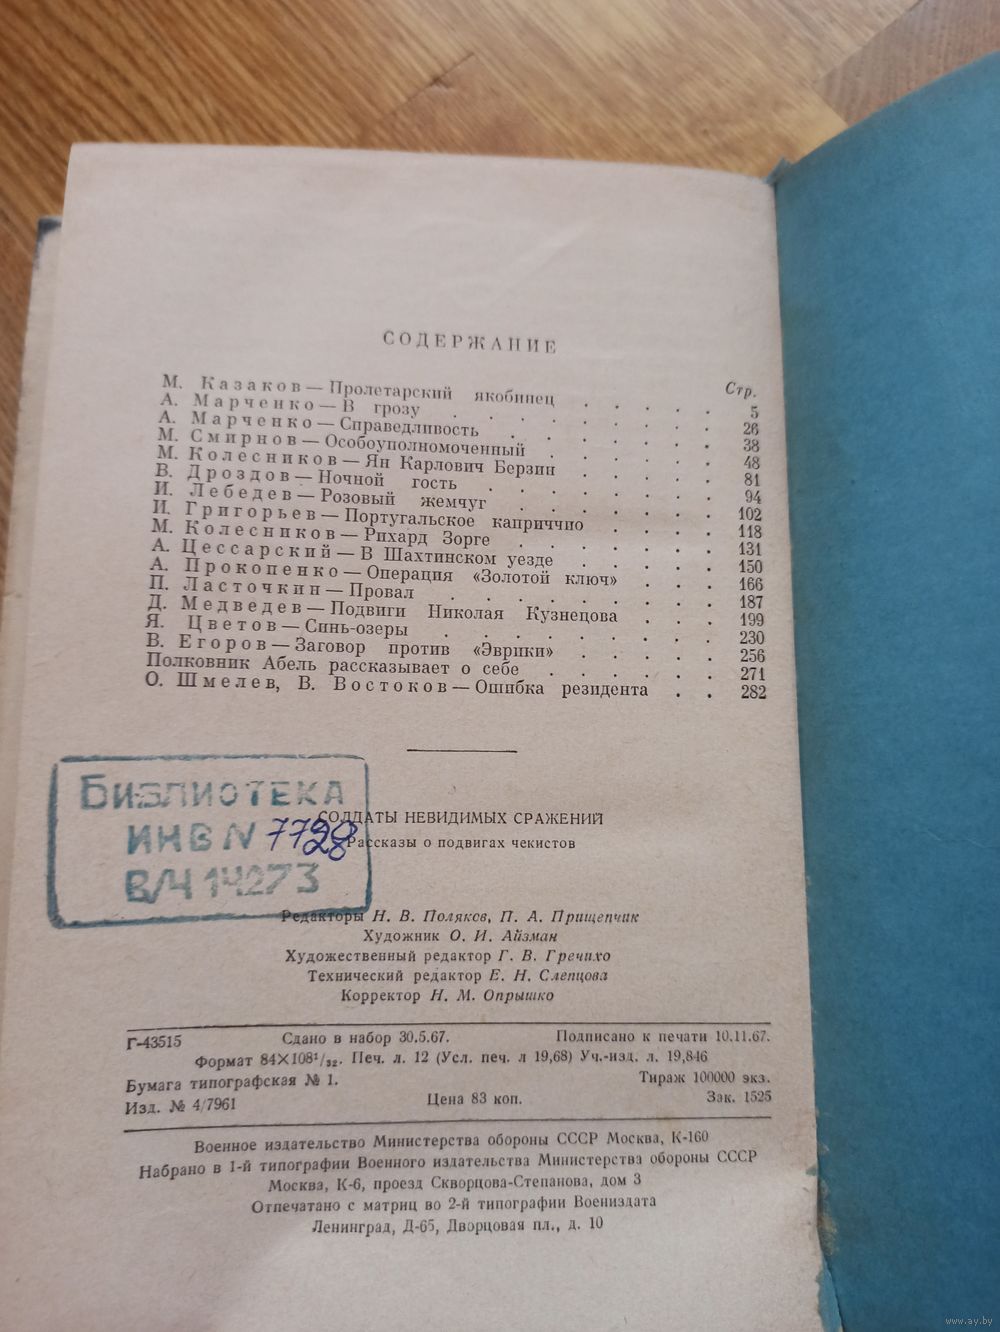 СОДЕРЖАНИЕ
Стр.
М. Казаков — Пролетарский якобинец . . . . . 5
А. Марченко — В грозу . . . . . . . . 26
А. Марченко — Справедливость . . . . . . 38
М. Смирнов — Особоуполномоченный . . . . . 48
М. Колесников — Ян Карлович Берзин . . . . . 81
В. Дроздов — Ночной гость . . . . . . . 94
И. Лебедев — Розовый жемчуг . . . . . . 102
И. Григорьев — Португальское каприччио . . . . 118
М. Колесников — Рихард Зорге . . . . . . 131
А. Цессарский — В Шахтинском уезде . . . . . 150
А. Прокопенко — Операция «Золотой ключ» . . . 166
П. Ласточкин — Провал . . . . . . . . 187
Д. Медведев — Подвиги Николая Кузнецова . . . 199
Я. Цветов — Синь-озеры . . . . . . . . 230
В. Егоров — Заговор против «Эврики» . . . . . 256
Полковник Абель рассказывает о себе . . . . . . 271
О. Шмелев, В. Востоков — Ошибка резидента . . 282
БИБЛИОТЕКА
ИНВ N
В/Ч 14273
СОЛДАТЫ НЕВИДИМЫХ СРАЖЕНИЙ
Рассказы о подвигах чекистов
Редакторы Н. В. Поляков, П. А. Прищепчик
Художник О. И. Айзман
Художественный редактор Г. В. Гречихо
Технический редактор Е. Н. Слепцова
Корректор Н. М. Опрышко
Г-43515 Сдано в набор 30.5.67. Подписано к печати 10.11.67.
Формат 84×108¹/₃₂. Печ. л. 12 (Усл. печ. л 19,68) Уч.-изд. л. 19,846
Бумага типографская № 1. Тираж 100000 экз.
Изд. № 4/7961 Цена 83 коп. Зак. 1525
Военное издательство Министерства обороны СССР Москва, К-160
Набрано в 1-й типографии Военного издательства Министерства обороны СССР
Москва, К-6, проезд Скворцова-Степанова, дом 3
Отпечатано с матриц во 2-й типографии Воениздата
Ленинград, Д-65, Дворцовая пл., д. 10
www.ay.by